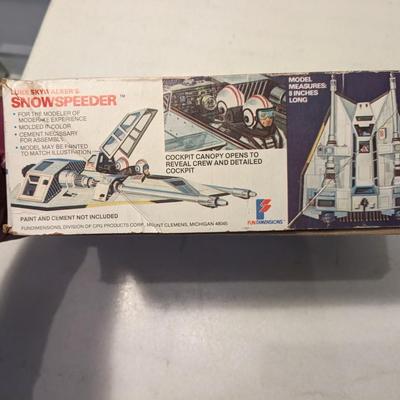 LUKE SKYWALKER'S
SNOWSPEEDER™
• FOR THE MODELER OF
MODERATE EXPERIENCE
• MOLDED IN COLOR
• CEMENT NECESSARY
FOR ASSEMBLY
• MODEL MAY BE PAINTED
TO MATCH ILLUSTRATION
COCKPIT CANOPY OPENS TO
REVEAL CREW AND DETAILED
COCKPIT
MODEL
MEASURES:
8 INCHES
LONG
PAINT AND CEMENT NOT INCLUDED
FUNDIMENSIONS, DIVISION OF CPG PRODUCTS CORP., MOUNT CLEMENS, MICHIGAN 48045
FUNDIMENSIONS